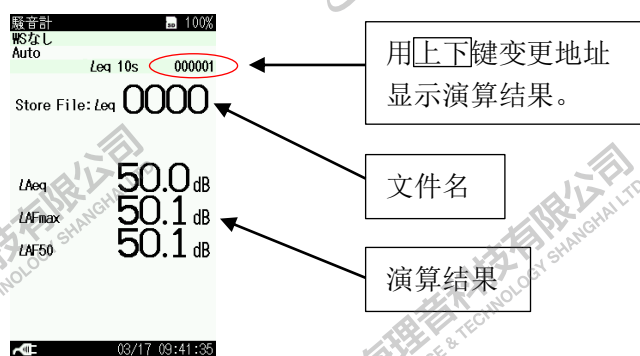 騒音計 SD 100%
WSなし
Auto
Leq 10s 000001
Store File: Leq 0000
LAeq 50.0 dB
LAFmax 50.1 dB
LAF50 50.1 dB
03/17 09:41:35
用上下键变更地址
显示演算结果。
文件名
演算结果